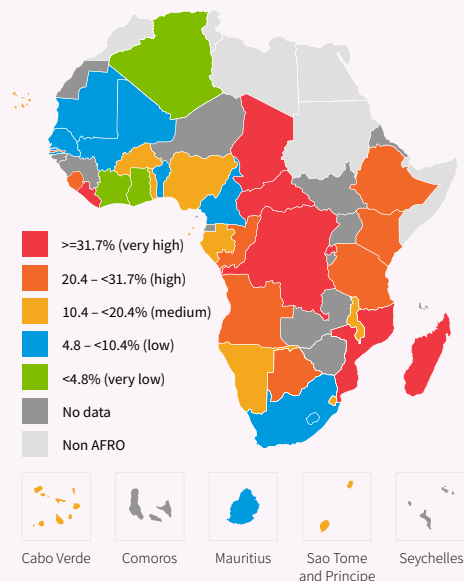 >=31.7% (very high)
20.4 – <31.7% (high)
10.4 – <20.4% (medium)
4.8 – <10.4% (low)
<4.8% (very low)
No data
Non AFRO
Cabo Verde
Comoros
Mauritius
Sao Tome
and Principe
Seychelles